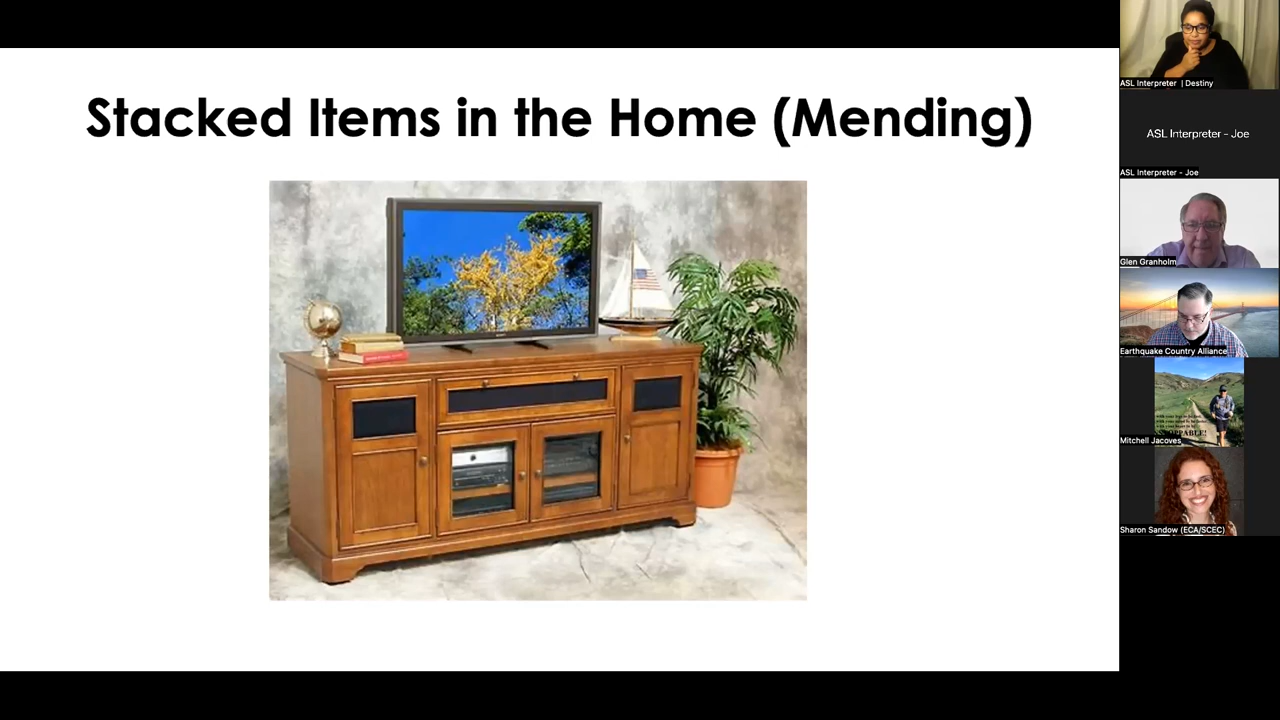 Stacked Items in the Home (Mending)
ASL Interpreter | Destiny
ASL Interpreter - Joe
ASL Interpreter - Joe
Glen Granholm
Earthquake Country Alliance
UNSTOPPABLE!
Mitchell Jacoves
Sharon Sandow (ECA/SCEC)